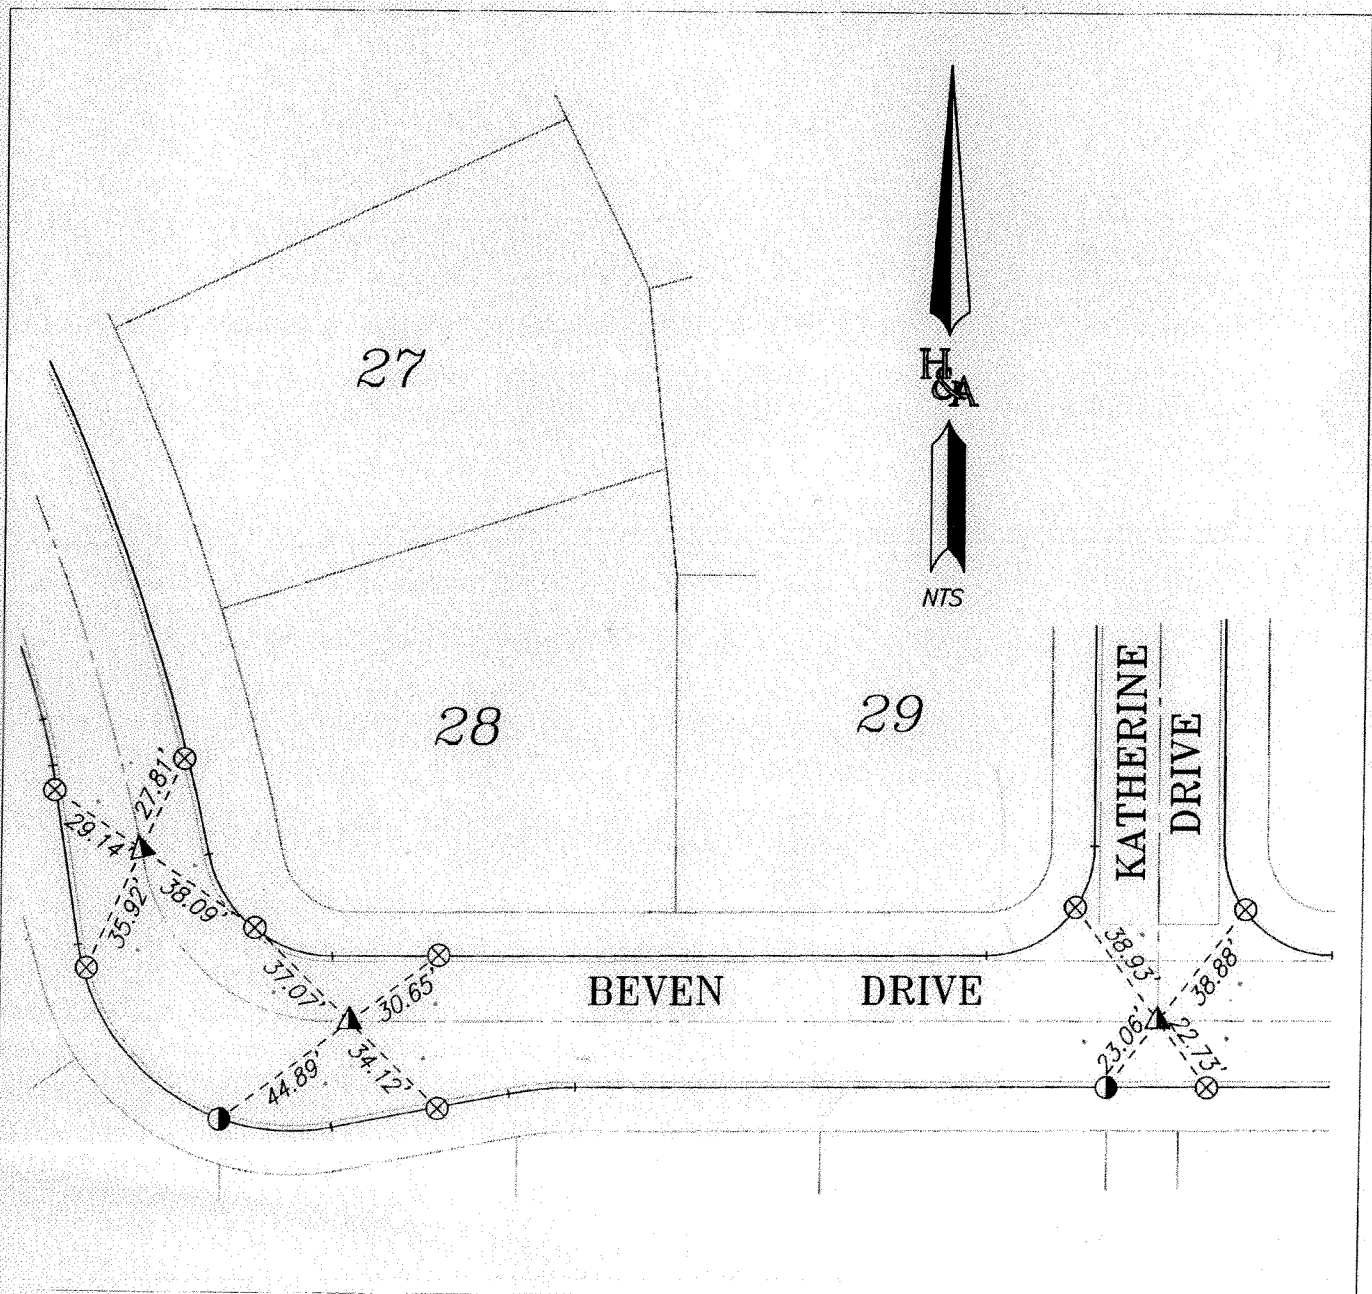 27
H
&
A
NTS
28
29
KATHERINE
DRIVE
27.81'
29.14'
35.92'
38.09'
37.07'
30.65'
44.89'
34.12'
BEVEN DRIVE
38.93'
38.88'
23.06'
22.73'